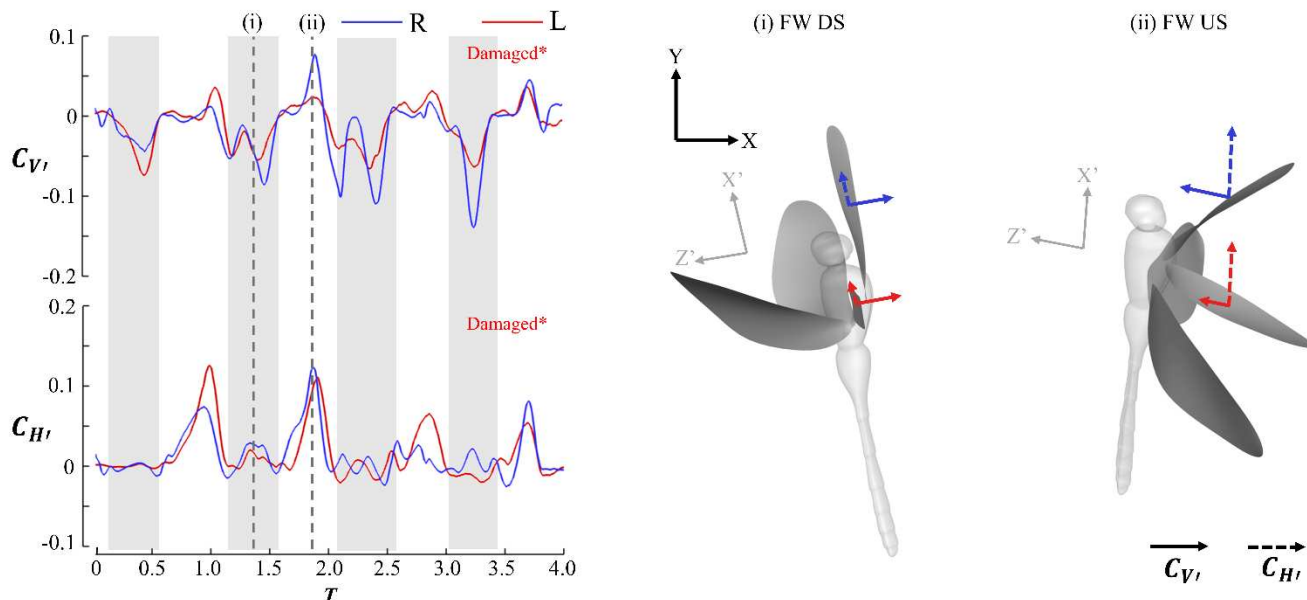 (i) (ii) R L
(i) FW DS
(ii) FW US
0.1
Damaged*
0
-0.1
-0.2
C_V'
0.2
Damaged*
0.1
0
-0.1
C_H'
0 0.5 1.0 1.5 2.0 2.5 3.0 3.5 4.0
T
Y
X
X'
Z'
X'
Z'
C_V' C_H'